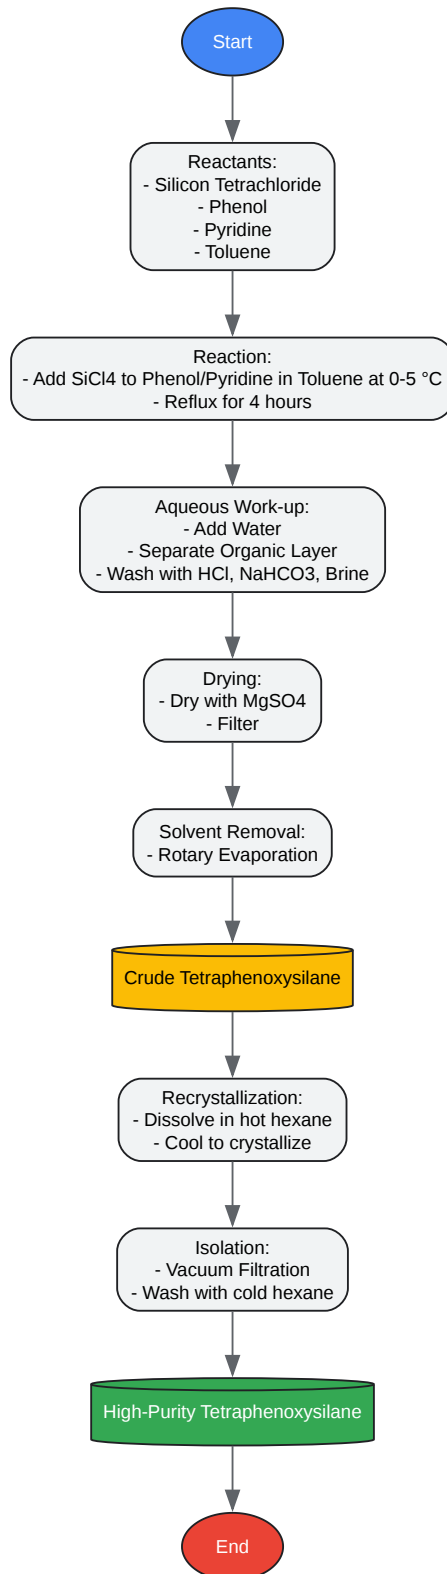 Start
Reactants:
- Silicon Tetrachloride
- Phenol
- Pyridine
- Toluene
Reaction:
- Add SiCl4 to Phenol/Pyridine in Toluene at 0-5 °C
- Reflux for 4 hours
Aqueous Work-up:
- Add Water
- Separate Organic Layer
- Wash with HCl, NaHCO3, Brine
Drying:
- Dry with MgSO4
- Filter
Solvent Removal:
- Rotary Evaporation
Crude Tetraphenoxysilane
Recrystallization:
- Dissolve in hot hexane
- Cool to crystallize
Isolation:
- Vacuum Filtration
- Wash with cold hexane
High-Purity Tetraphenoxysilane
End